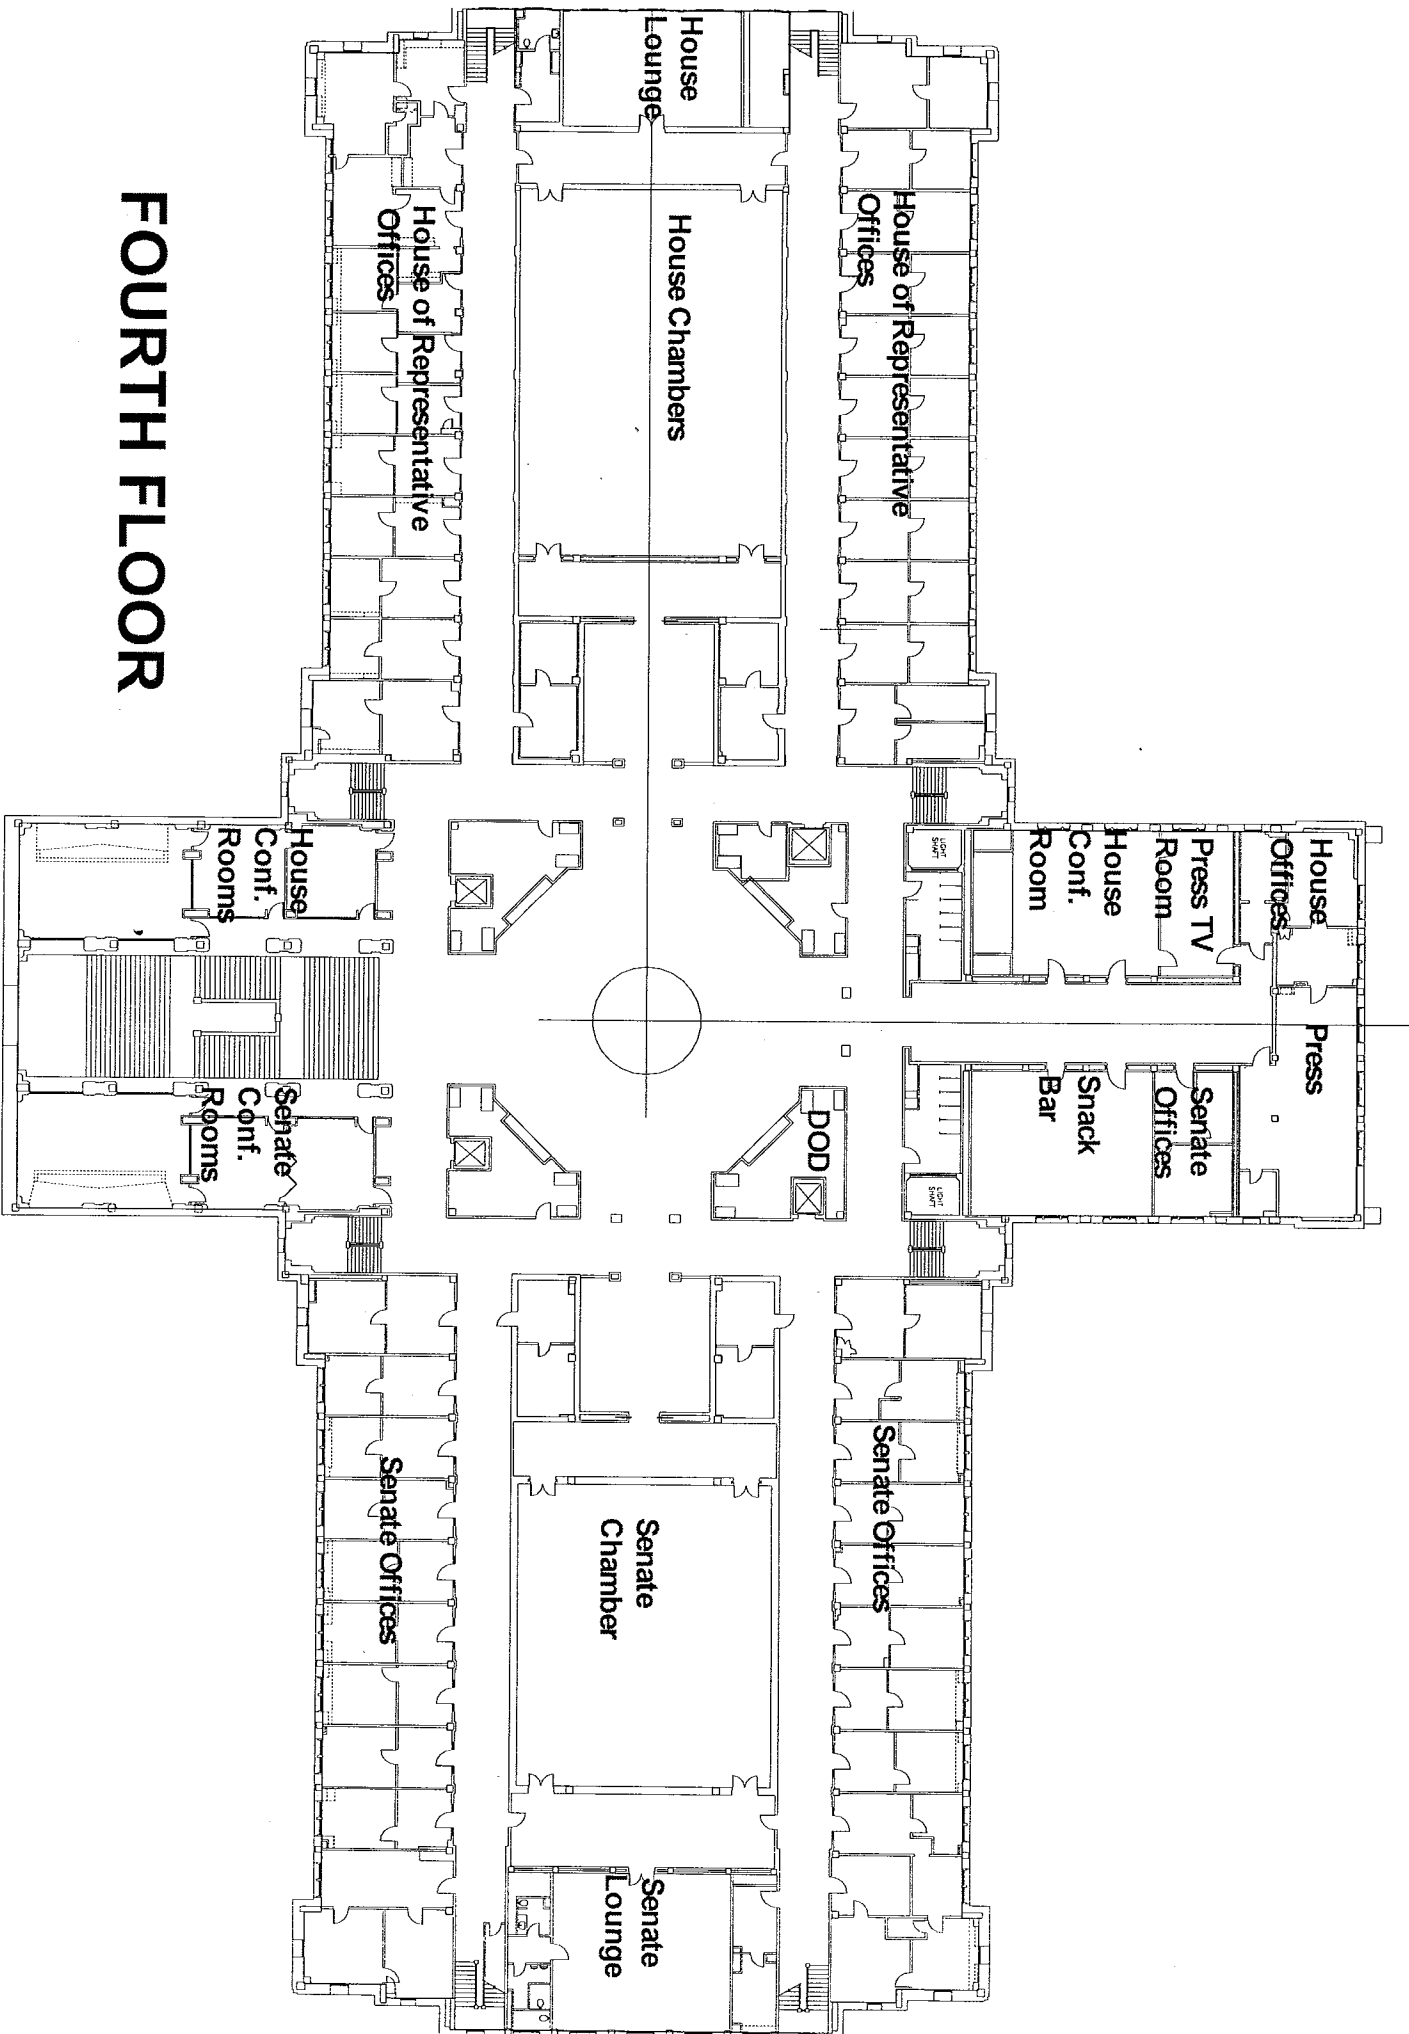 FOURTH FLOOR
House
Lounge
House of Representative
Offices
House Chambers
House of Representative
Offices
House
Conf.
Rooms
LIGHT
SHAFT
House
Conf.
Room
Press TV
Room
House
Offices
Press
Senate
Conf.
Rooms
DOD
LIGHT
SHAFT
Snack
Bar
Senate
Offices
Senate Offices
Senate
Chamber
Senate Offices
Senate
Lounge